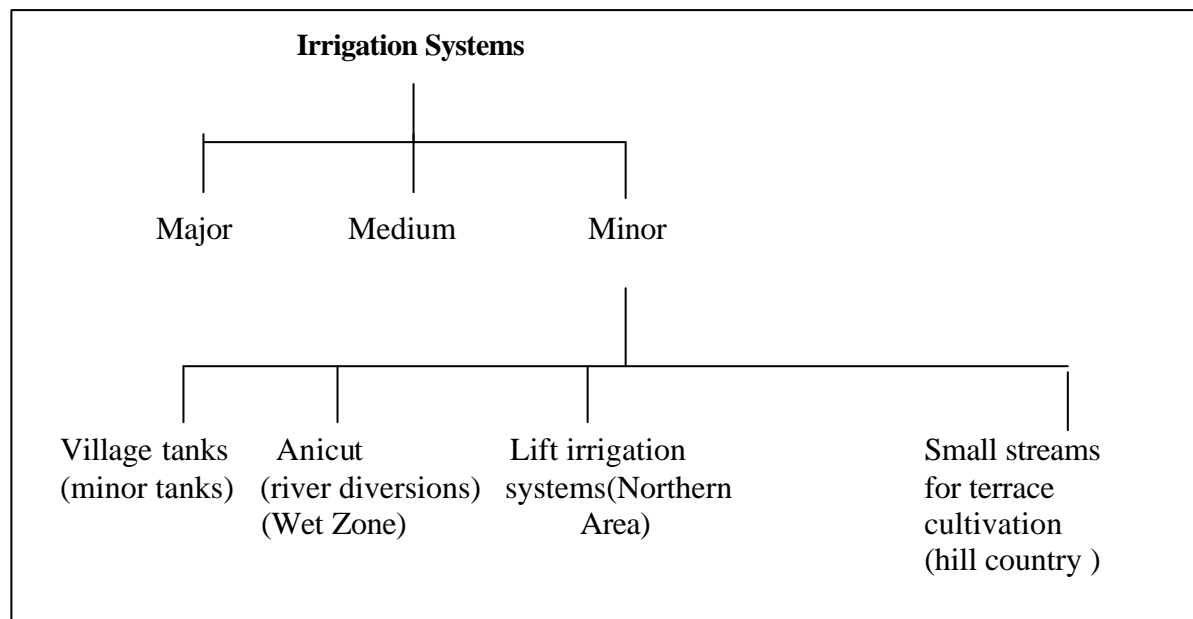 Irrigation Systems
Major Medium Minor
Village tanks
(minor tanks)
Anicut
(river diversions)
(Wet Zone)
Lift irrigation
systems(Northern
Area)
Small streams
for terrace
cultivation
(hill country )